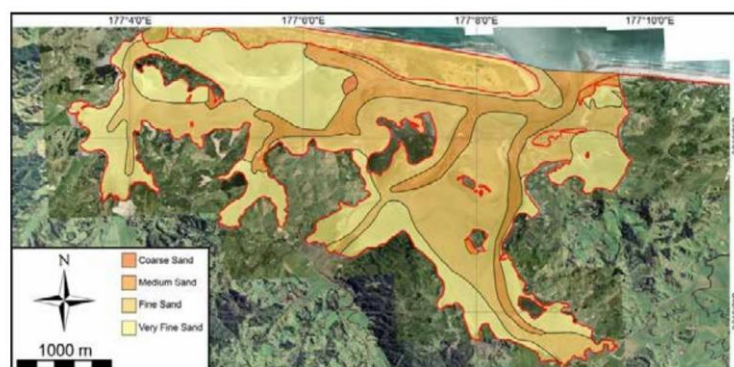 177°4'0"E 177°6'0"E 177°8'0"E 177°10'0"E
N
1000 m
Coarse Sand
Medium Sand
Fine Sand
Very Fine Sand